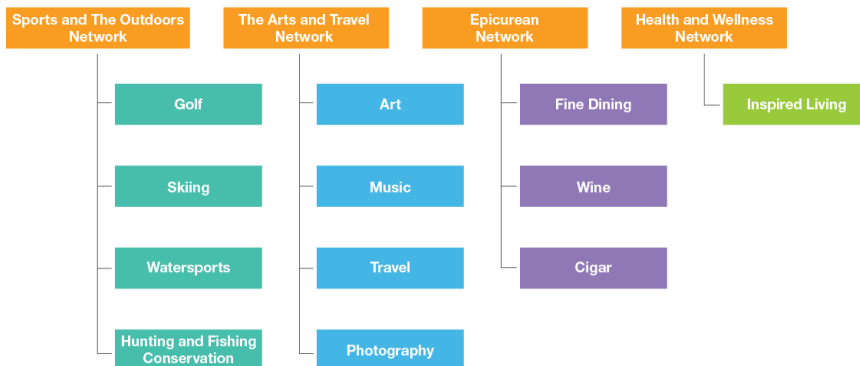 Sports and The Outdoors
Network
The Arts and Travel
Network
Epicurean
Network
Health and Wellness
Network
Golf
Art
Fine Dining
Inspired Living
Skiing
Music
Wine
Watersports
Travel
Cigar
Hunting and Fishing
Conservation
Photography